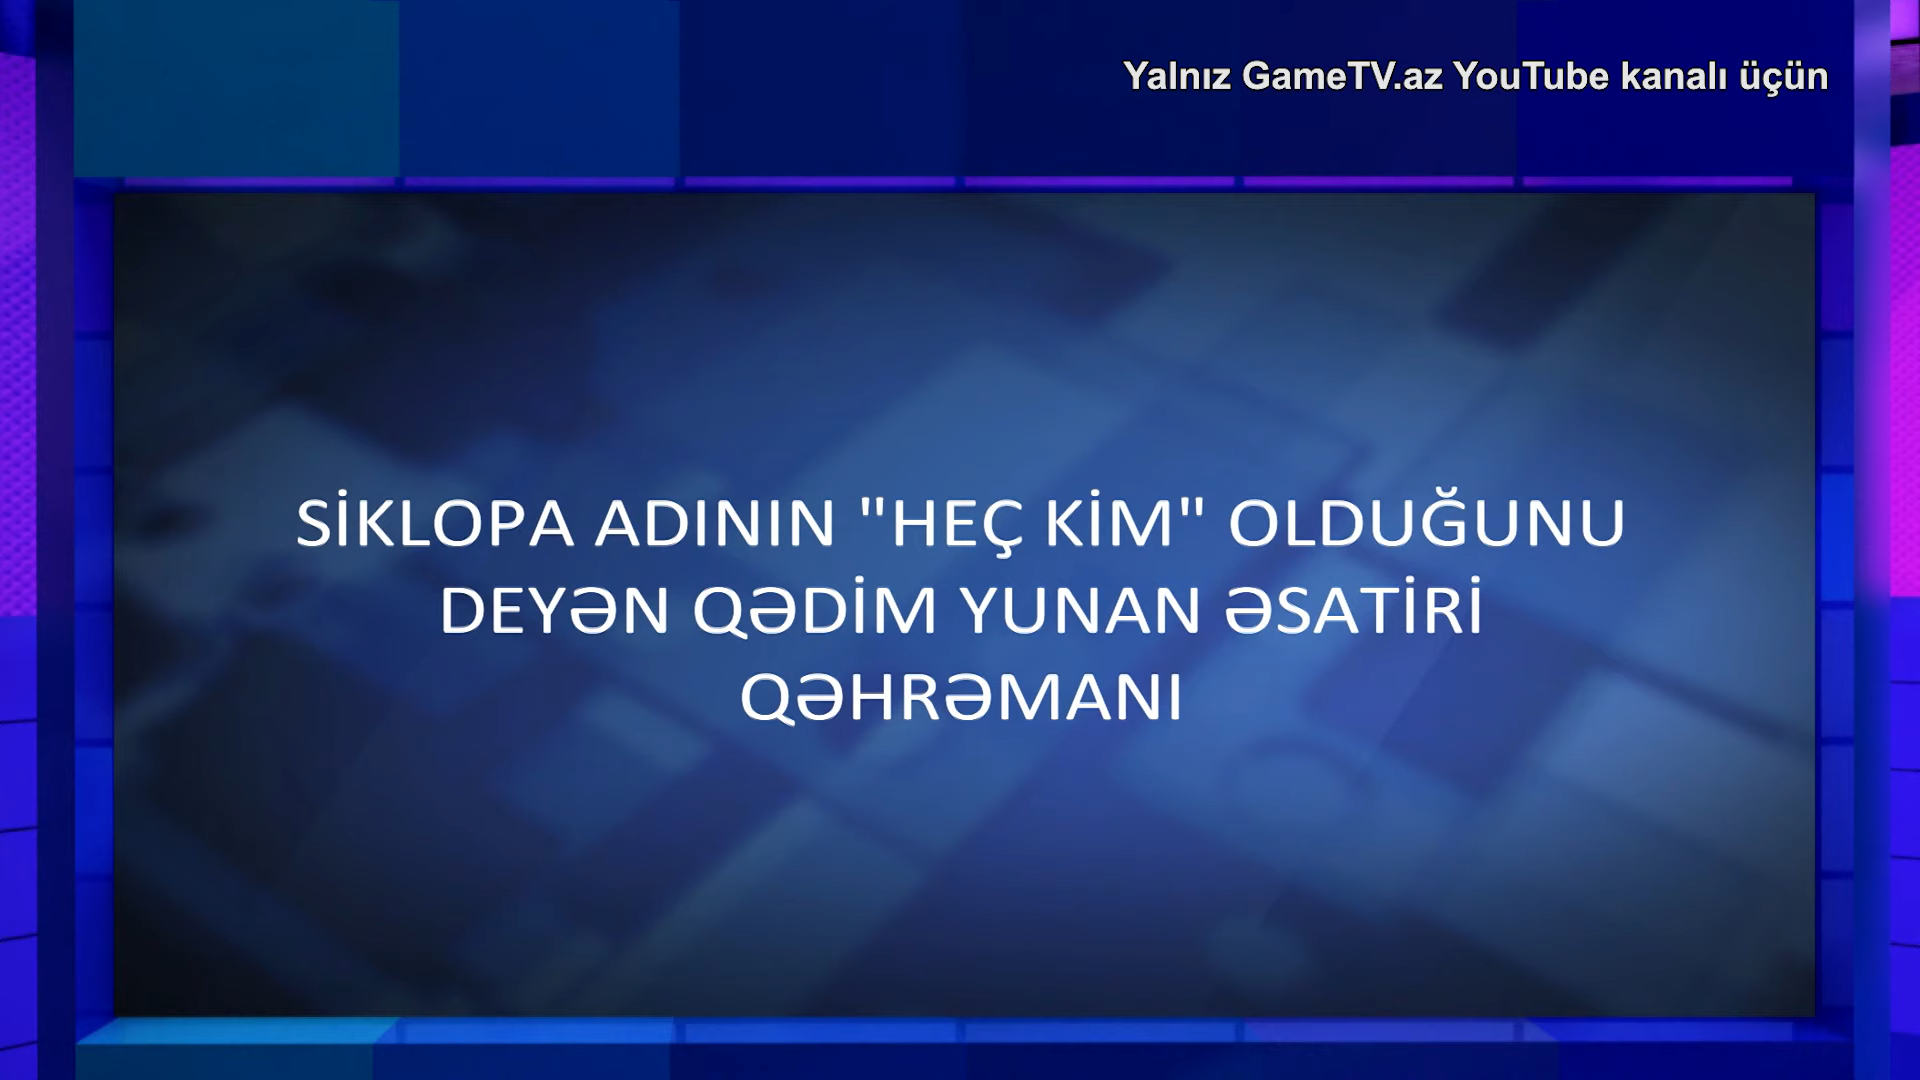 Yalnız GameTV.az YouTube kanalı üçün
SİKLOPA ADININ "HEÇ KİM" OLDUĞUNU
DEYƏN QƏDİM YUNAN ƏSATİRİ
QƏHRƏMANI